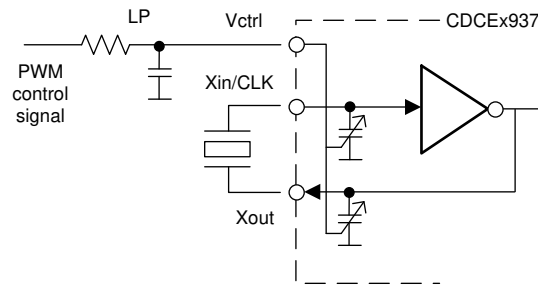 LP
Vctrl
CDCEx937
PWM
control
signal
Xin/CLK
Xout